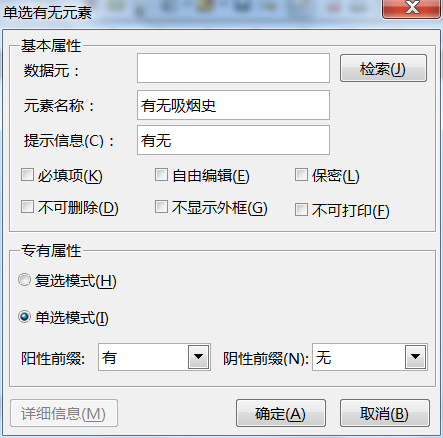 单选有无元素
基本属性
数据元： 检索(J)
元素名称： 有无吸烟史
提示信息(C)： 有无
必填项(K) 自由编辑(E) 保密(L)
不可删除(D) 不显示外框(G) 不可打印(F)
专有属性
复选模式(H)
单选模式(I)
阳性前缀: 有 阴性前缀(N): 无
详细信息(M) 确定(A) 取消(B)